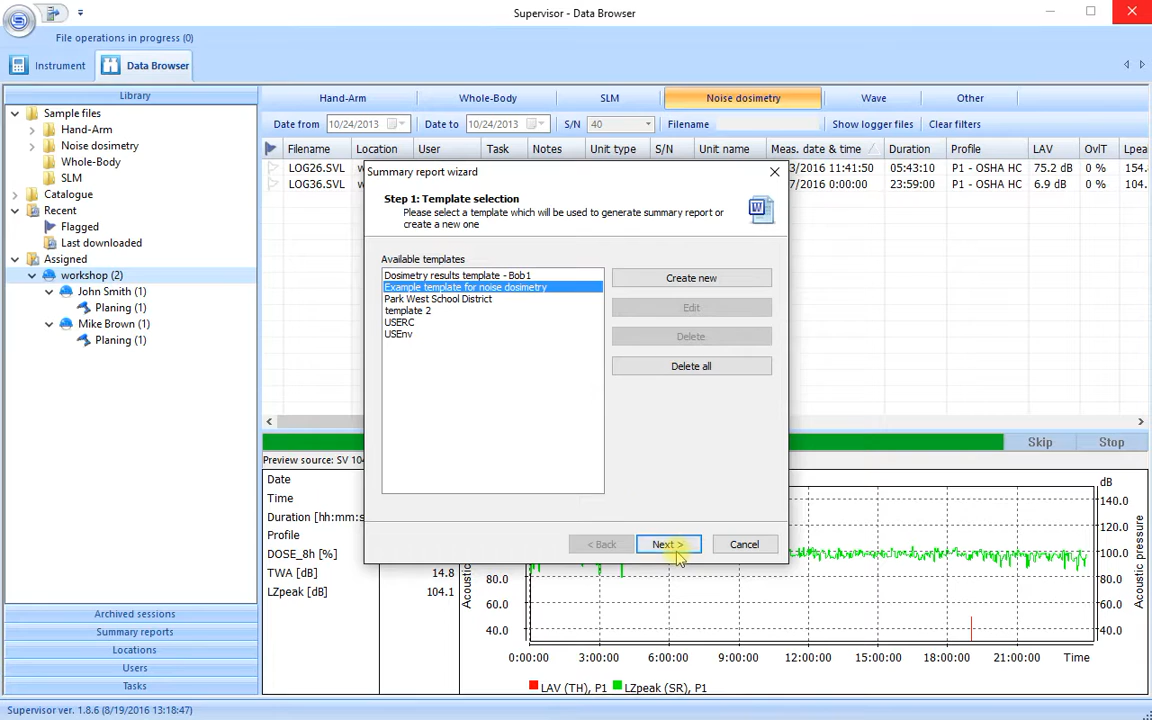 Supervisor - Data Browser
File operations in progress (0)
Instrument
Data Browser
Library
Sample files
Hand-Arm
Noise dosimetry
Whole-Body
SLM
Catalogue
Recent
Flagged
Last downloaded
Assigned
workshop (2)
John Smith (1)
Planing (1)
Mike Brown (1)
Planing (1)
Archived sessions
Summary reports
Locations
Users
Tasks
Hand-Arm Whole-Body SLM Noise dosimetry Wave Other
Date from 10/24/2013 Date to 10/24/2013 S/N 40 Filename Show logger files Clear filters
Filename Location User Task Notes Unit type S/N Unit name Meas. date & time Duration Profile LAV OvlT Lpea
LOG26.SVL 3/2016 11:41:50 05:43:10 P1 - OSHA HC 75.2 dB 0 % 154.
LOG36.SVL 7/2016 0:00:00 23:59:00 P1 - OSHA HC 6.9 dB 0 % 104.
Summary report wizard
Step 1: Template selection
Please select a template which will be used to generate summary report or
create a new one
Available templates
Dosimetry results template - Bob1
Example template for noise dosimetry
Park West School District
template 2
USERC
USEnv
Create new
Edit
Delete
Delete all
< Back Next > Cancel
Skip Stop
Preview source: SV 104
Date
Time
Duration [hh:mm:s
Profile
DOSE_8h [%]
TWA [dB] 14.8
LZpeak [dB] 104.1
Acoustic
80.0
60.0
40.0
dB
140.0
120.0
100.0
80.0
60.0
40.0
Acoustic pressure
0:00:00 3:00:00 6:00:00 9:00:00 12:00:00 15:00:00 18:00:00 21:00:00 Time
LAV (TH), P1 LZpeak (SR), P1
Supervisor ver. 1.8.6 (8/19/2016 13:18:47)